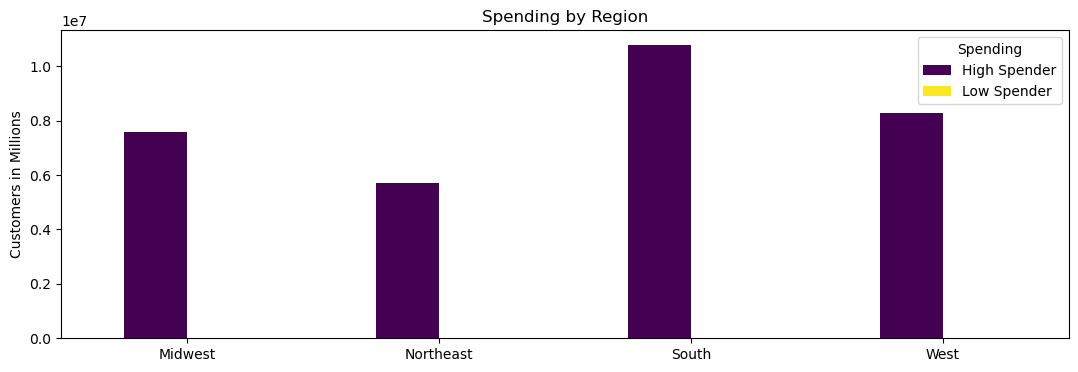 Spending by Region
1e7
Customers in Millions
1.0
0.8
0.6
0.4
0.2
0.0
Midwest
Northeast
South
West
Spending
High Spender
Low Spender